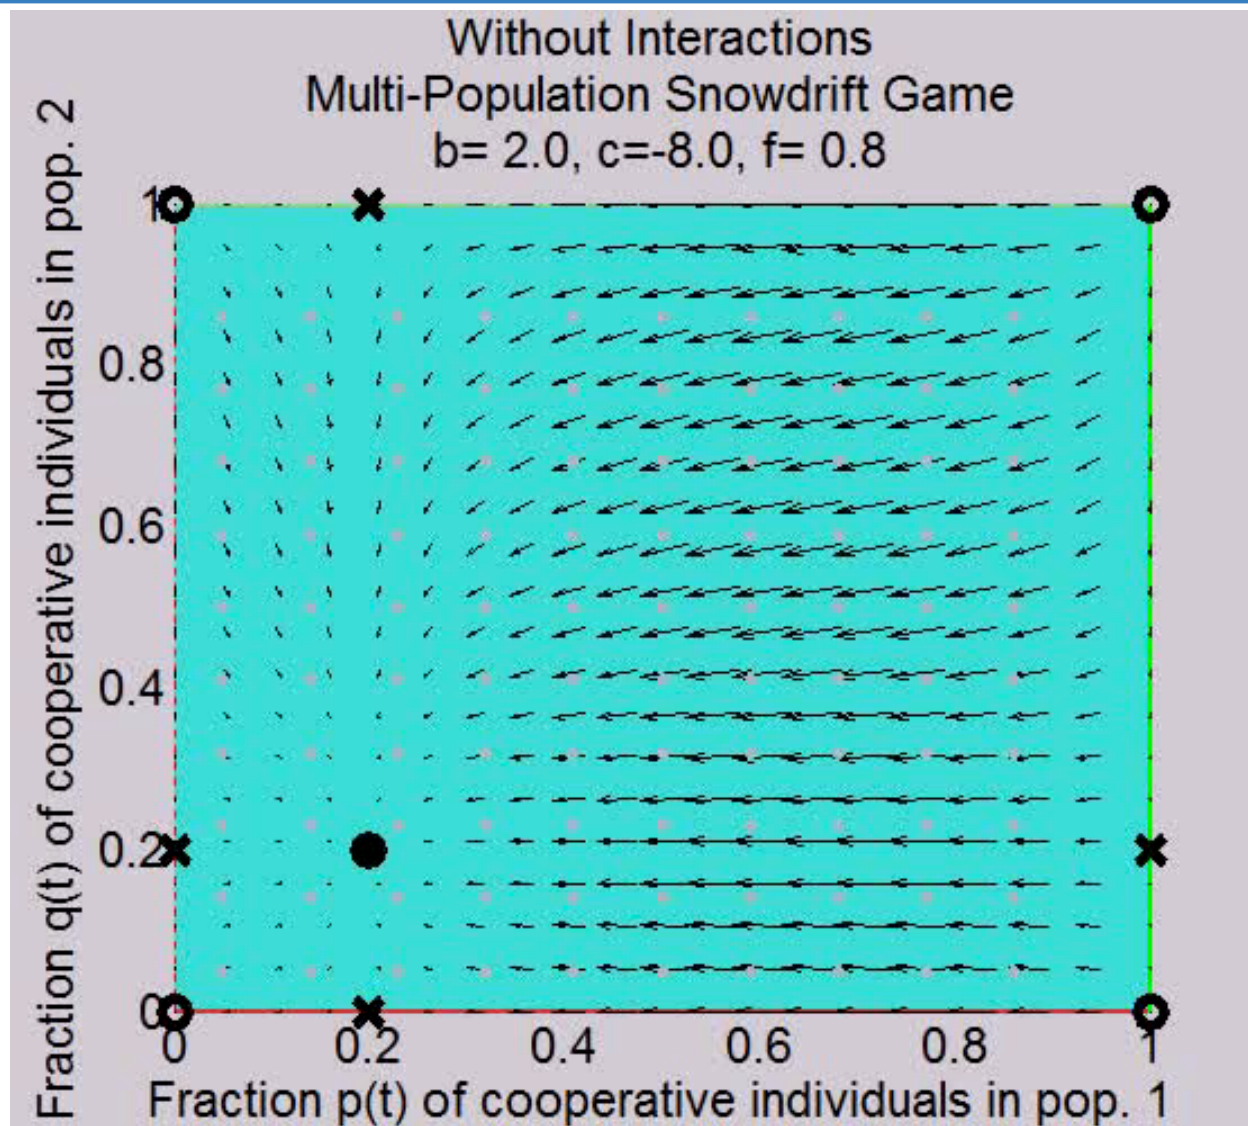 Without Interactions
Multi-Population Snowdrift Game
b= 2.0, c=-8.0, f= 0.8
Fraction q(t) of cooperative individuals in pop. 2
1
0.8
0.6
0.4
0.2
0
0 0.2 0.4 0.6 0.8 1
Fraction p(t) of cooperative individuals in pop. 1